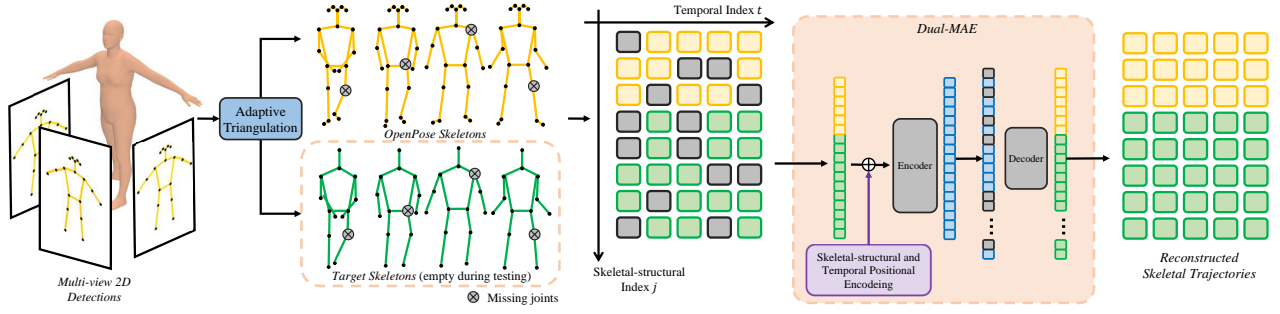 Multi-view 2D
Detections
Adaptive
Triangulation
OpenPose Skeletons
Target Skeletons (empty during testing)
Missing joints
Temporal Index t
Skeletal-structural
Index j
Dual-MAE
Encoder
Decoder
Skeletal-structural and
Temporal Positional
Encodeing
Reconstructed
Skeletal Trajectories